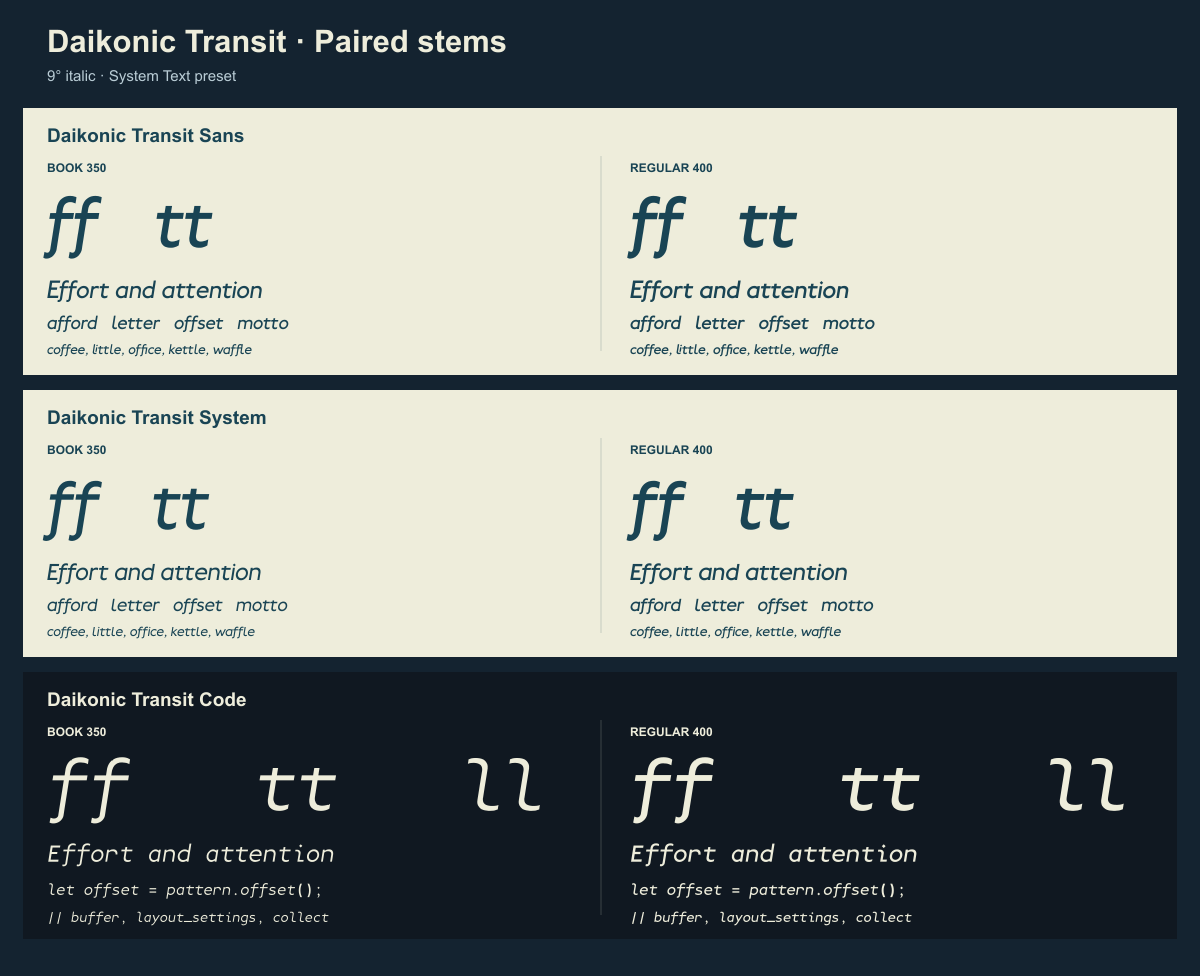 Daikonic Transit · Paired stems
9° italic · System Text preset
Daikonic Transit Sans
BOOK 350
ff tt
Effort and attention
afford letter offset motto
coffee, little, office, kettle, waffle
REGULAR 400
ff tt
Effort and attention
afford letter offset motto
coffee, little, office, kettle, waffle
Daikonic Transit System
BOOK 350
ff tt
Effort and attention
afford letter offset motto
coffee, little, office, kettle, waffle
REGULAR 400
ff tt
Effort and attention
afford letter offset motto
coffee, little, office, kettle, waffle
Daikonic Transit Code
BOOK 350
ff tt ll
Effort and attention
let offset = pattern.offset();
// buffer, layout_settings, collect
REGULAR 400
ff tt ll
Effort and attention
let offset = pattern.offset();
// buffer, layout_settings, collect